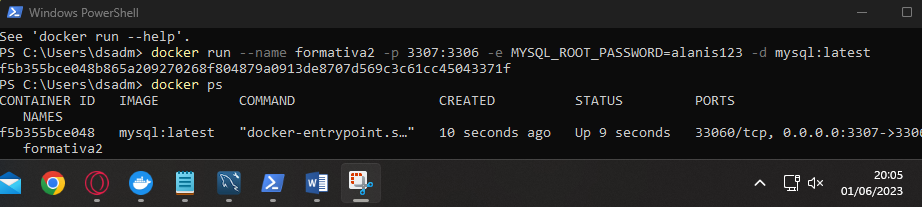 Windows PowerShell
See 'docker run --help'.
PS C:\Users\dsadm> docker run --name formativa2 -p 3307:3306 -e MYSQL_ROOT_PASSWORD=alanis123 -d mysql:latest
f5b355bce048b865a209270268f804879a0913de8707d569c3c61cc45043371f
PS C:\Users\dsadm> docker ps
CONTAINER ID   IMAGE          COMMAND                  CREATED          STATUS         PORTS
    NAMES
f5b355bce048   mysql:latest   "docker-entrypoint.s…"   10 seconds ago   Up 9 seconds   33060/tcp, 0.0.0.0:3307->3306
    formativa2
20:05
01/06/2023